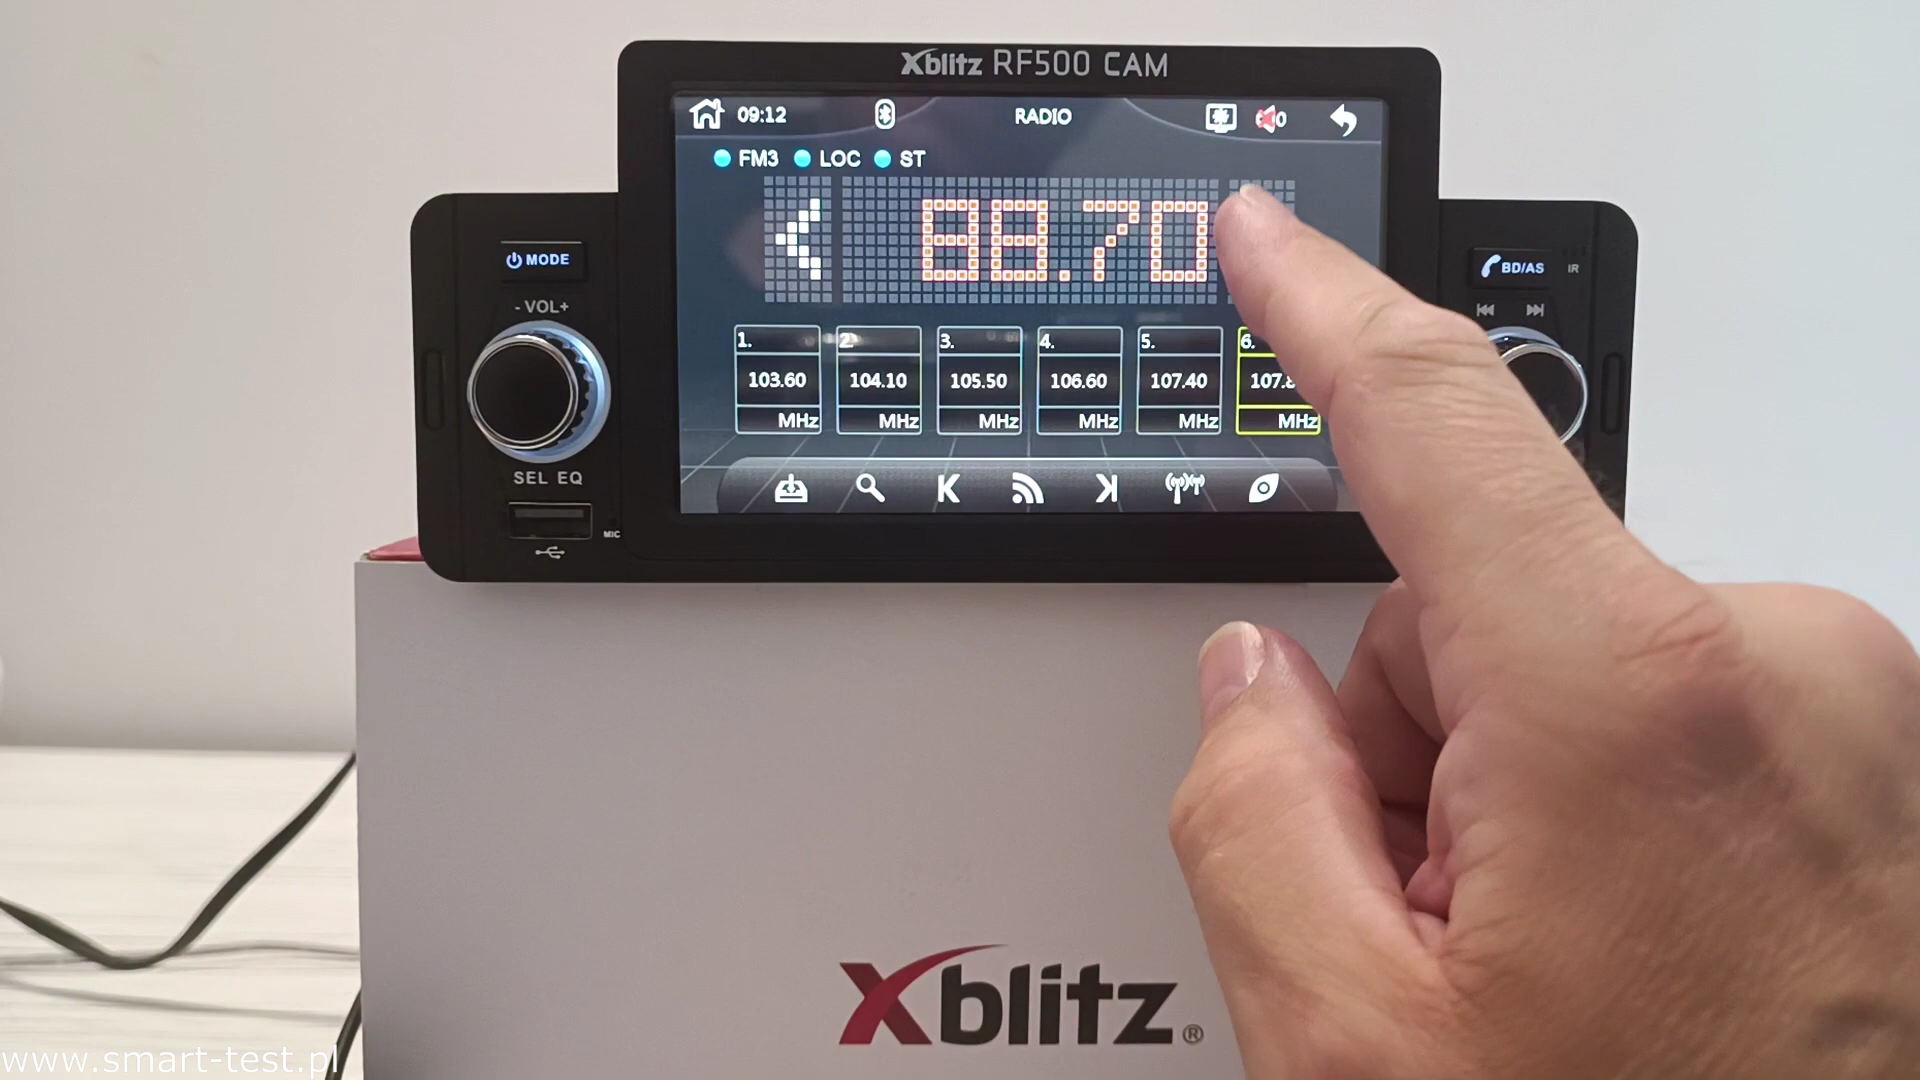 Xblitz RF500 CAM
09:12 RADIO 0
FM3 LOC ST
88.70
1. 2. 3. 4. 5. 6.
103.60 104.10 105.50 106.60 107.40
MHz MHz MHz MHz MHz MHz
MODE
- VOL+
SEL EQ
MIC
BD/AS
IR
Xblitz®
www.smart-test.pl